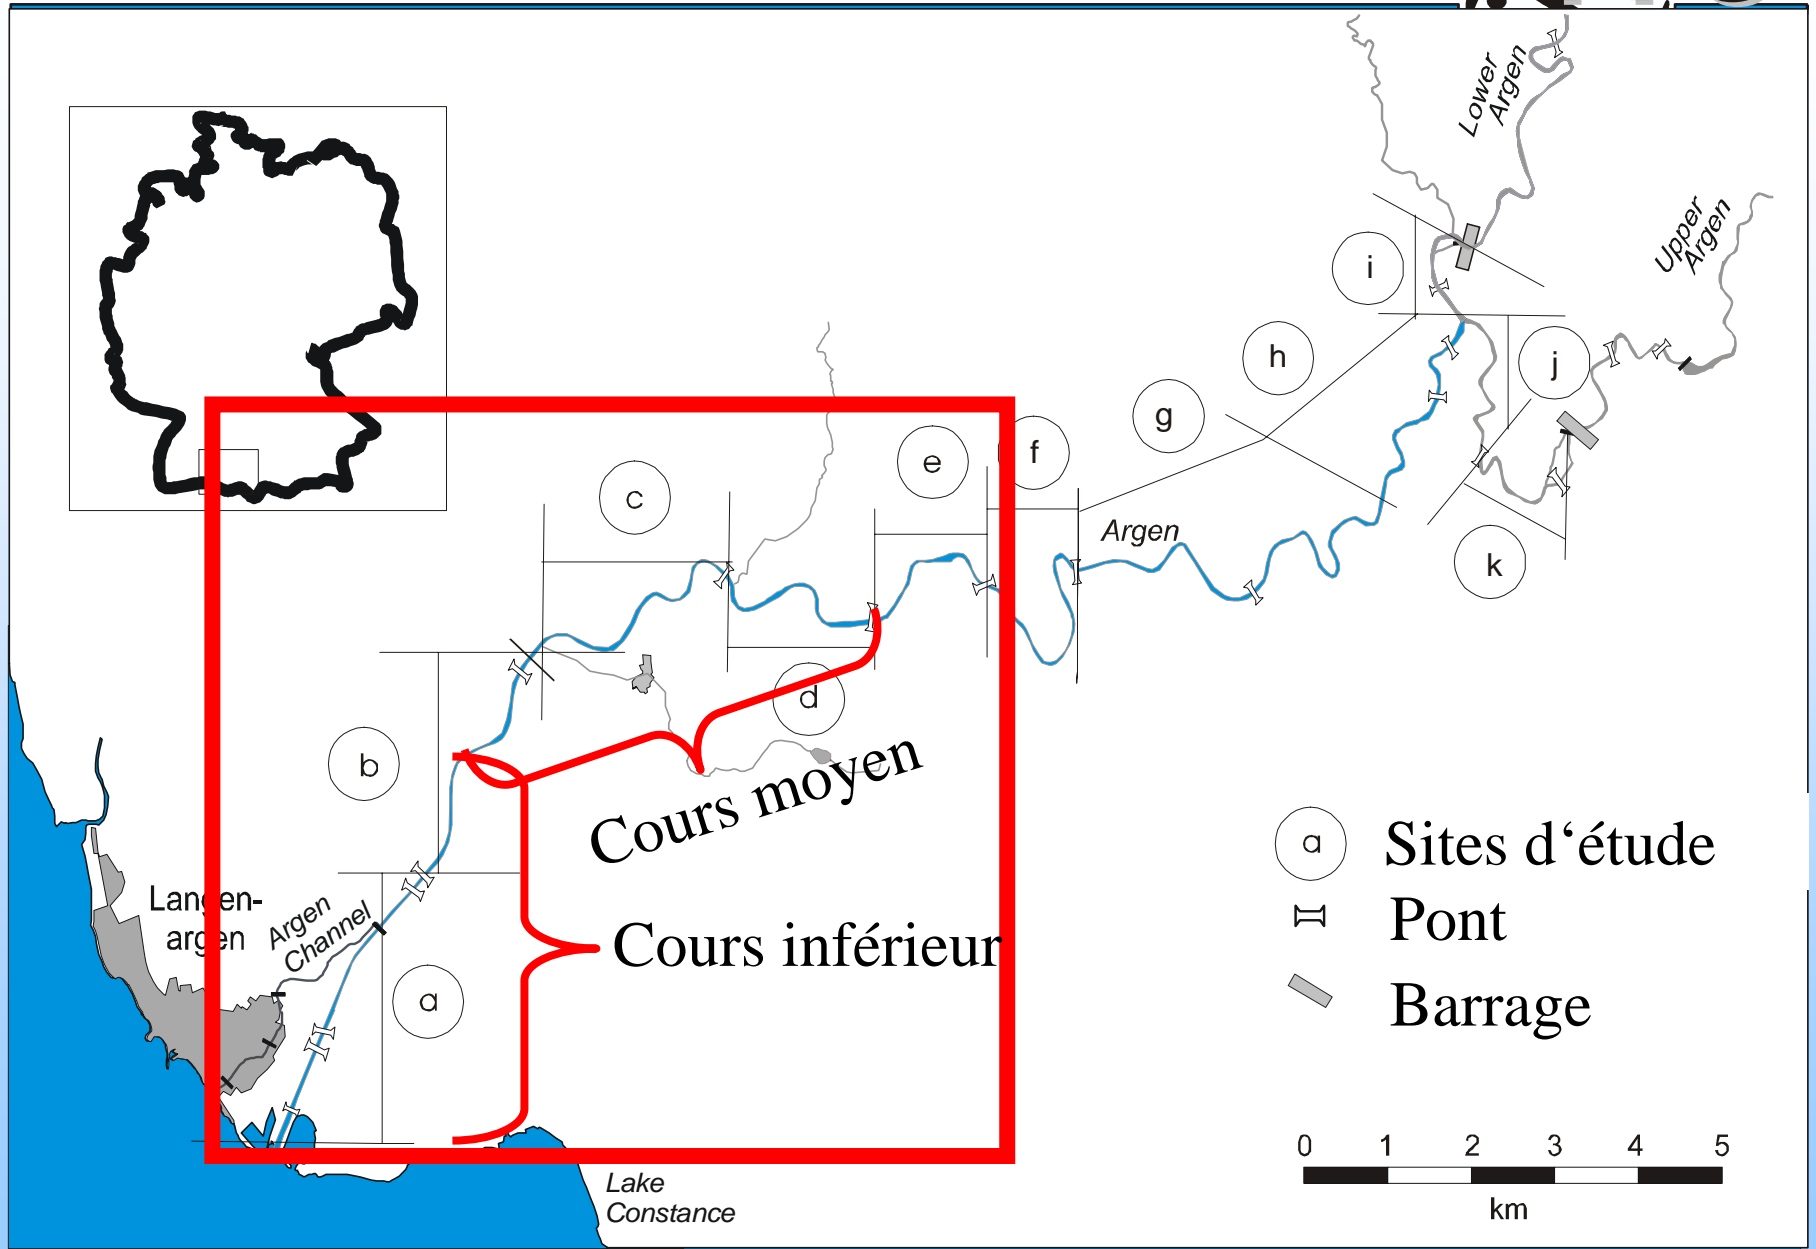 Lower
Argen
Upper
Argen
i
h
j
g
f
e
c
Argen
k
d
b
Cours moyen
a
Sites d‘étude
Langen-
argen
Argen
Channel
Pont
Cours inférieur
a
Barrage
0 1 2 3 4 5
km
Lake
Constance